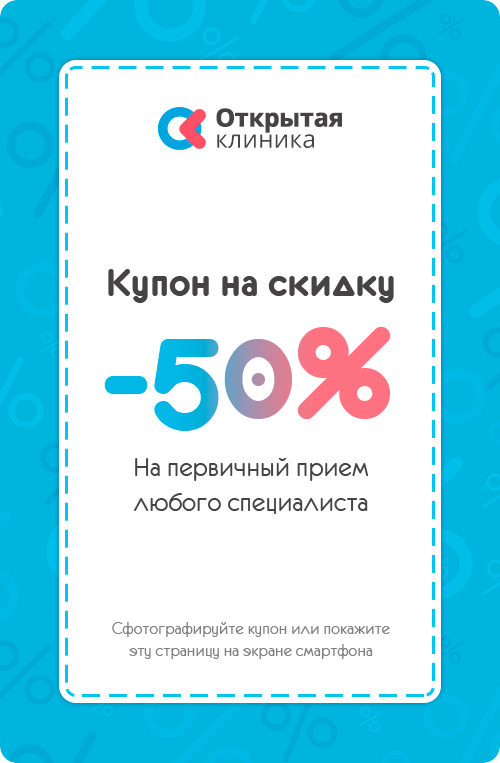 Открытая
клиника
Купон на скидку
-50%
На первичный прием
любого специалиста
Сфотографируйте купон или покажите
эту страницу на экране смартфона